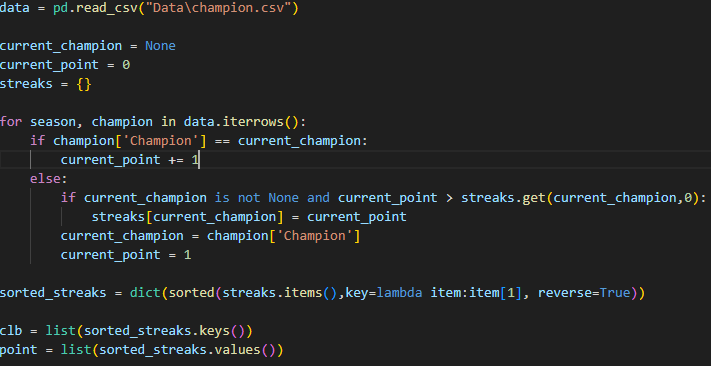 data = pd.read_csv("Data\champion.csv")
current_champion = None
current_point = 0
streaks = {}
for season, champion in data.iterrows():
    if champion['Champion'] == current_champion:
        current_point += 1
    else:
        if current_champion is not None and current_point > streaks.get(current_champion,0):
            streaks[current_champion] = current_point
        current_champion = champion['Champion']
        current_point = 1
sorted_streaks = dict(sorted(streaks.items(),key=lambda item:item[1], reverse=True))
clb = list(sorted_streaks.keys())
point = list(sorted_streaks.values())